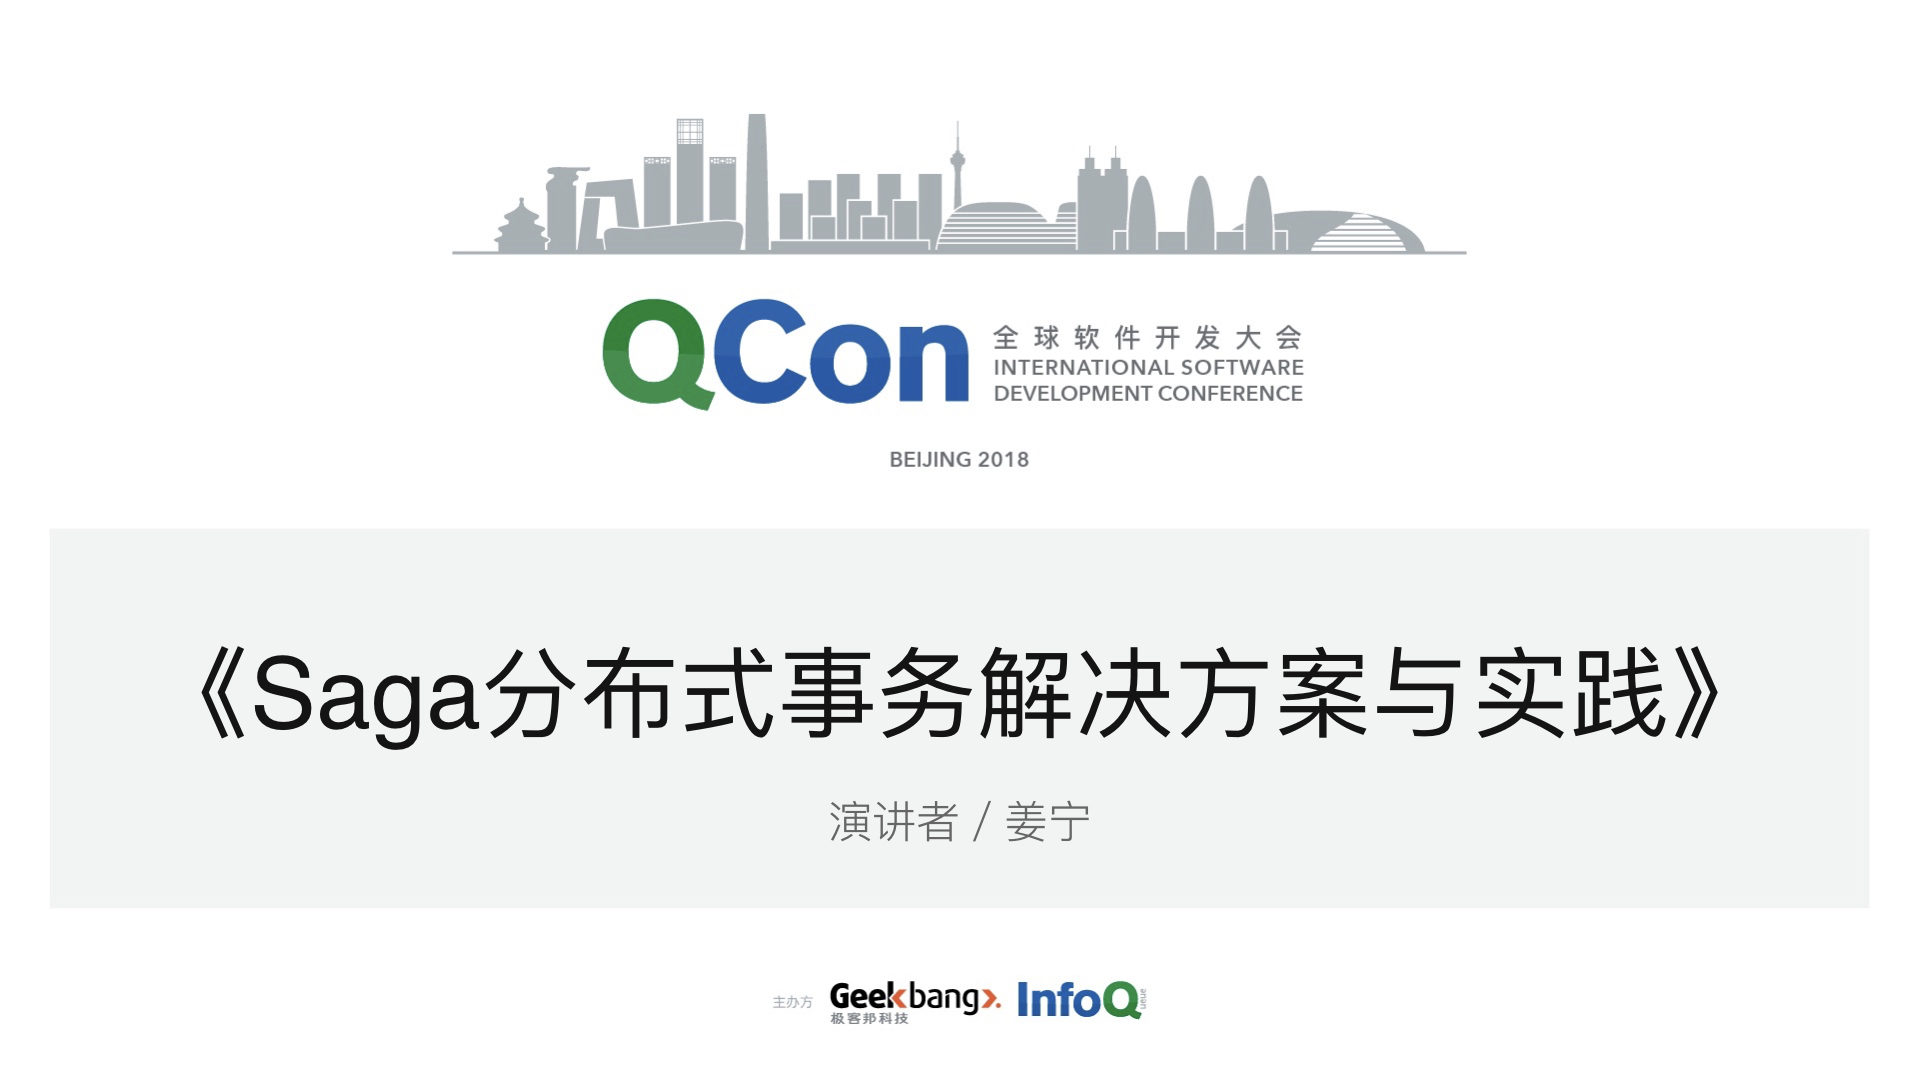 QCon
全球软件开发大会
INTERNATIONAL SOFTWARE
DEVELOPMENT CONFERENCE
BEIJING 2018
《Saga分布式事务解决方案与实践》
演讲者 / 姜宁
主办方
Geekbang>.
极客邦科技
InfoQ
ueue